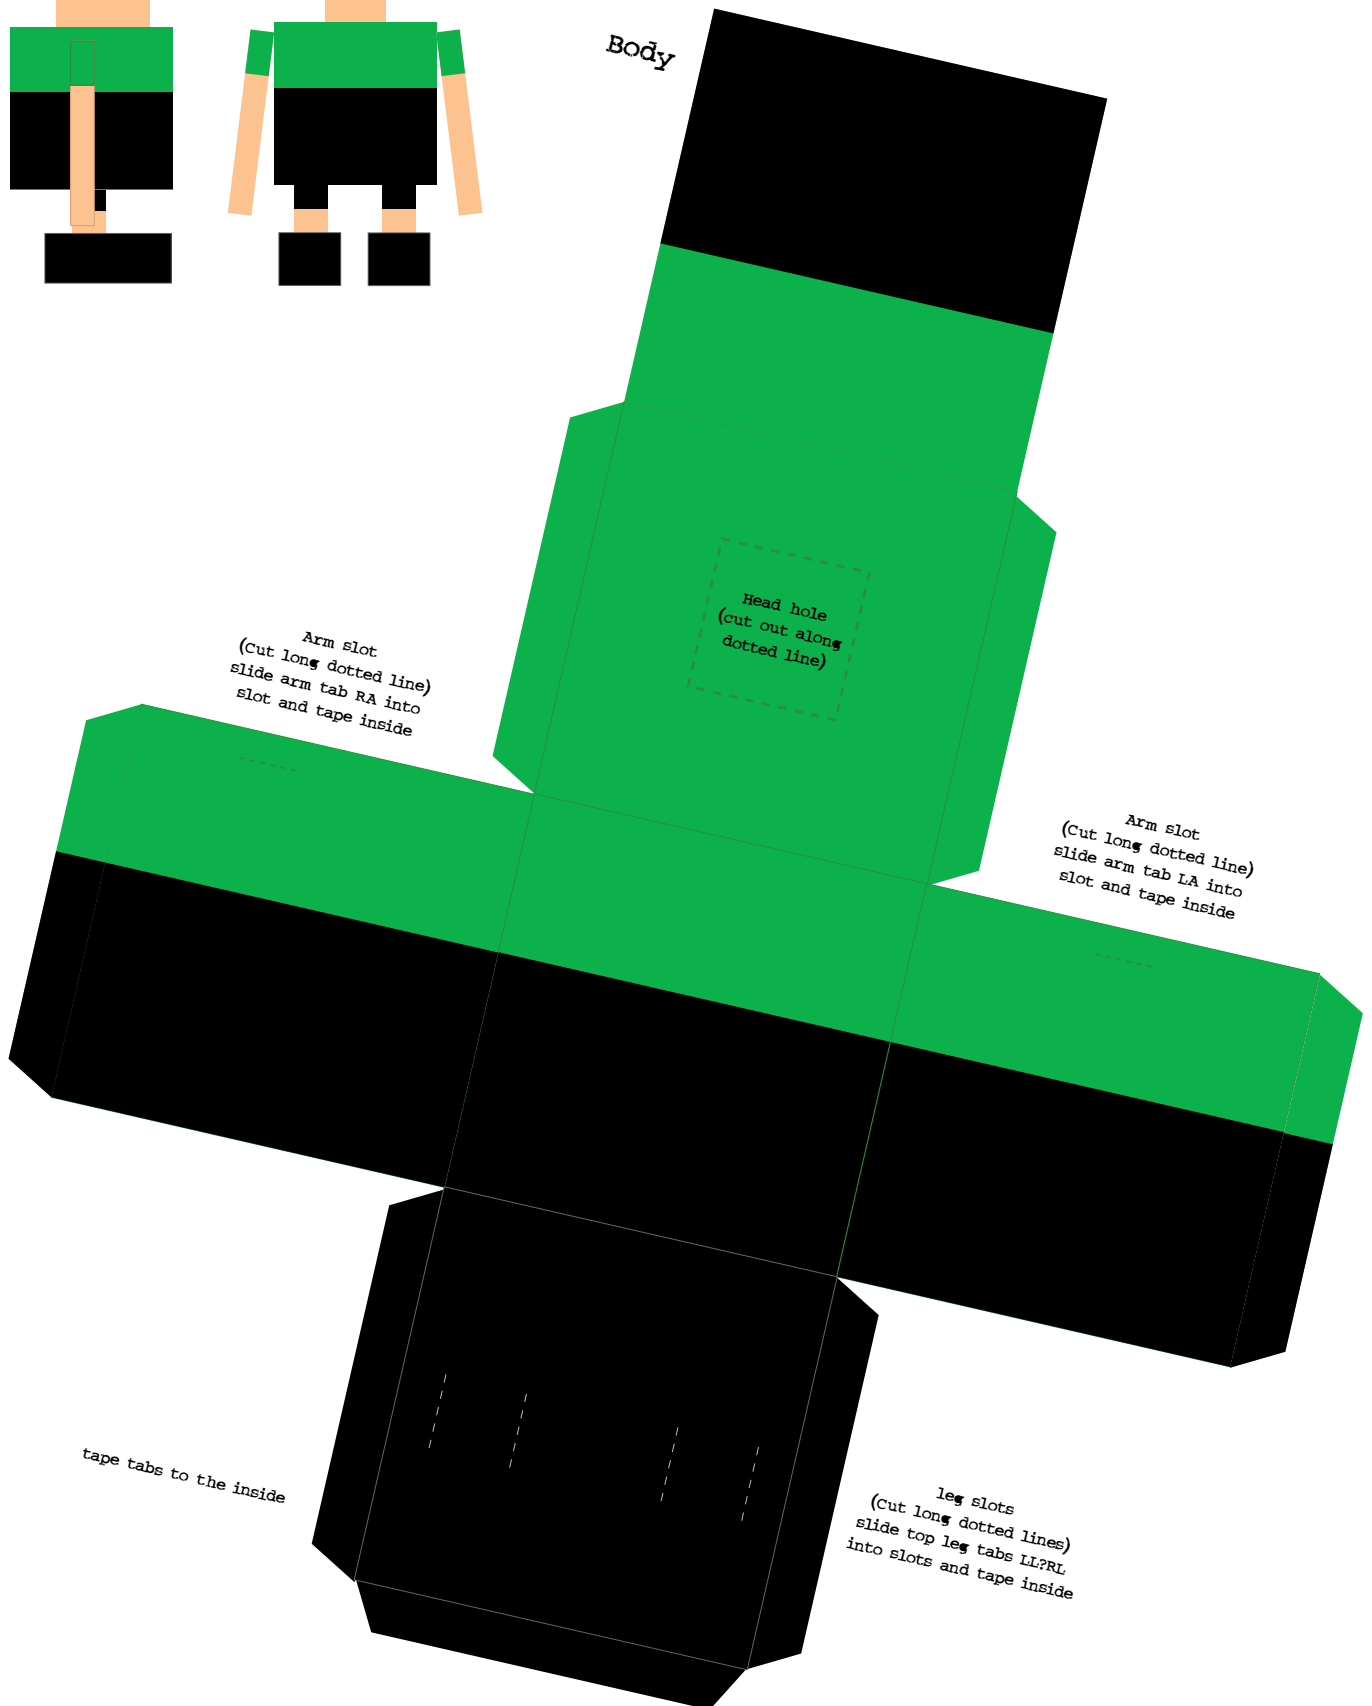 Body
Head hole
(cut out along
dotted line)
Arm slot
(Cut long dotted line)
slide arm tab RA into
slot and tape inside
Arm slot
(Cut long dotted line)
slide arm tab LA into
slot and tape inside
tape tabs to the inside
leg slots
(Cut long dotted lines)
slide top leg tabs LL?RL
into slots and tape inside